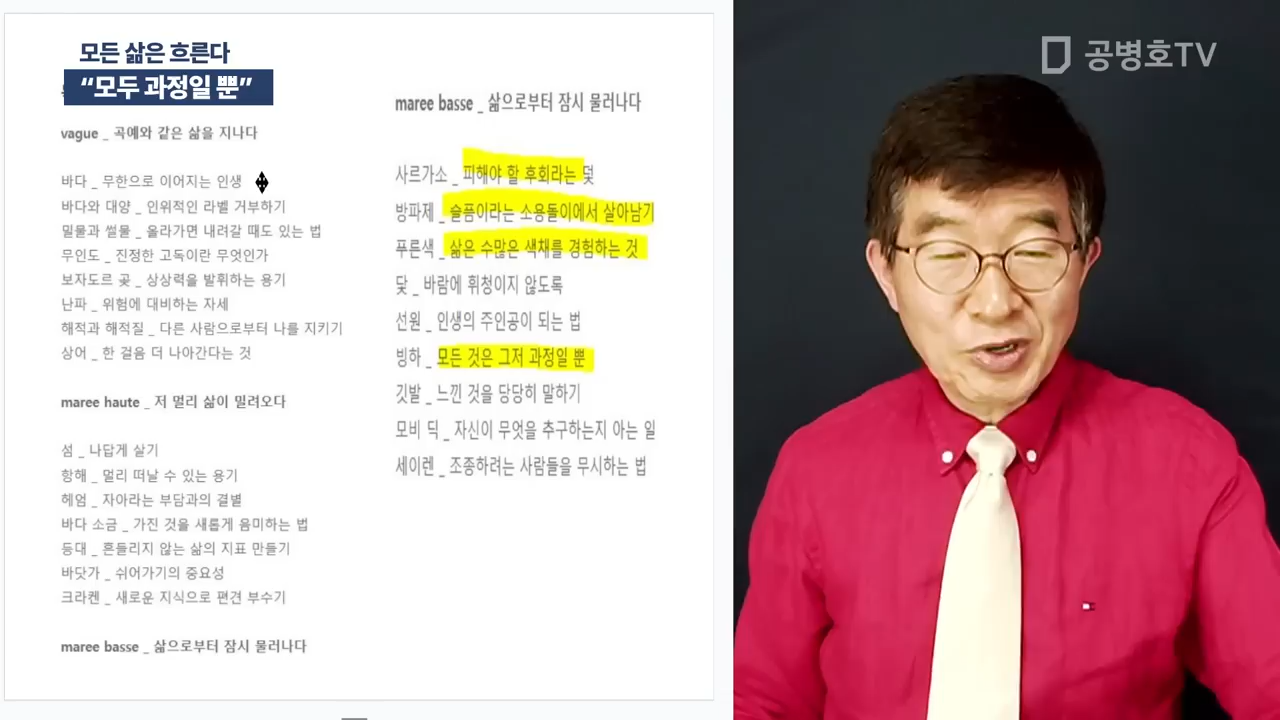 모든 삶은 흐른다
“모두 과정일 뿐”
vague _ 곡예와 같은 삶을 지나다
바다 _ 무한으로 이어지는 인생
바다와 대양 _ 인위적인 라벨 거부하기
밀물과 썰물 _ 올라가면 내려갈 때도 있는 법
무인도 _ 진정한 고독이란 무엇인가
보자도르 곶 _ 상상력을 발휘하는 용기
난파 _ 위험에 대비하는 자세
해적과 해적질 _ 다른 사람으로부터 나를 지키기
상어 _ 한 걸음 더 나아간다는 것
maree haute _ 저 멀리 삶이 밀려오다
섬 _ 나답게 살기
항해 _ 멀리 떠날 수 있는 용기
헤엄 _ 자아라는 부담과의 결별
바다 소금 _ 가진 것을 새롭게 음미하는 법
등대 _ 흔들리지 않는 삶의 지표 만들기
바닷가 _ 쉬어가기의 중요성
크라켄 _ 새로운 지식으로 편견 부수기
maree basse _ 삶으로부터 잠시 물러나다
maree basse _ 삶으로부터 잠시 물러나다
사르가소 _ 피해야 할 후회라는 덫
방파제 _ 슬픔이라는 소용돌이에서 살아남기
푸른색 _ 삶은 수많은 색채를 경험하는 것
닻 _ 바람에 휘청이지 않도록
선원 _ 인생의 주인공이 되는 법
빙하 _ 모든 것은 그저 과정일 뿐
깃발 _ 느낀 것을 당당히 말하기
모비 딕 _ 자신이 무엇을 추구하는지 아는 일
세이렌 _ 조종하려는 사람들을 무시하는 법
공병호TV